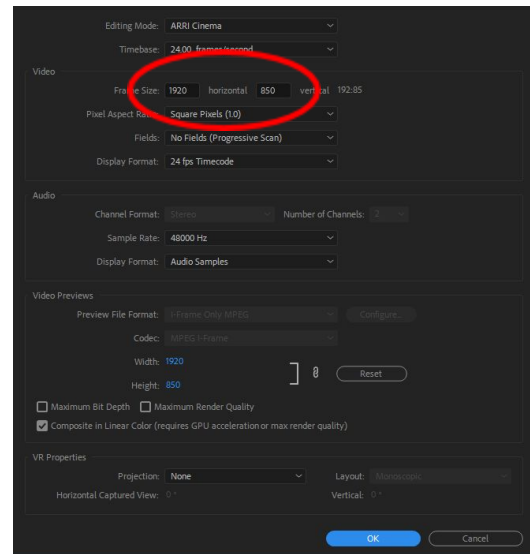 Editing Mode: ARRI Cinema
Timebase: 24.00 frames/second
Video
Frame Size: 1920 horizontal 850 vertical 192:85
Pixel Aspect Ratio: Square Pixels (1.0)
Fields: No Fields (Progressive Scan)
Display Format: 24 fps Timecode
Audio
Channel Format: Stereo Number of Channels: 2
Sample Rate: 48000 Hz
Display Format: Audio Samples
Video Previews
Preview File Format: I-Frame Only MPEG Configure...
Codec: MPEG I-Frame
Width: 1920
Height: 850
Reset
Maximum Bit Depth Maximum Render Quality
Composite in Linear Color (requires GPU acceleration or max render quality)
VR Properties
Projection: None Layout: Monoscopic
Horizontal Captured View: 0° Vertical: 0°
OK Cancel